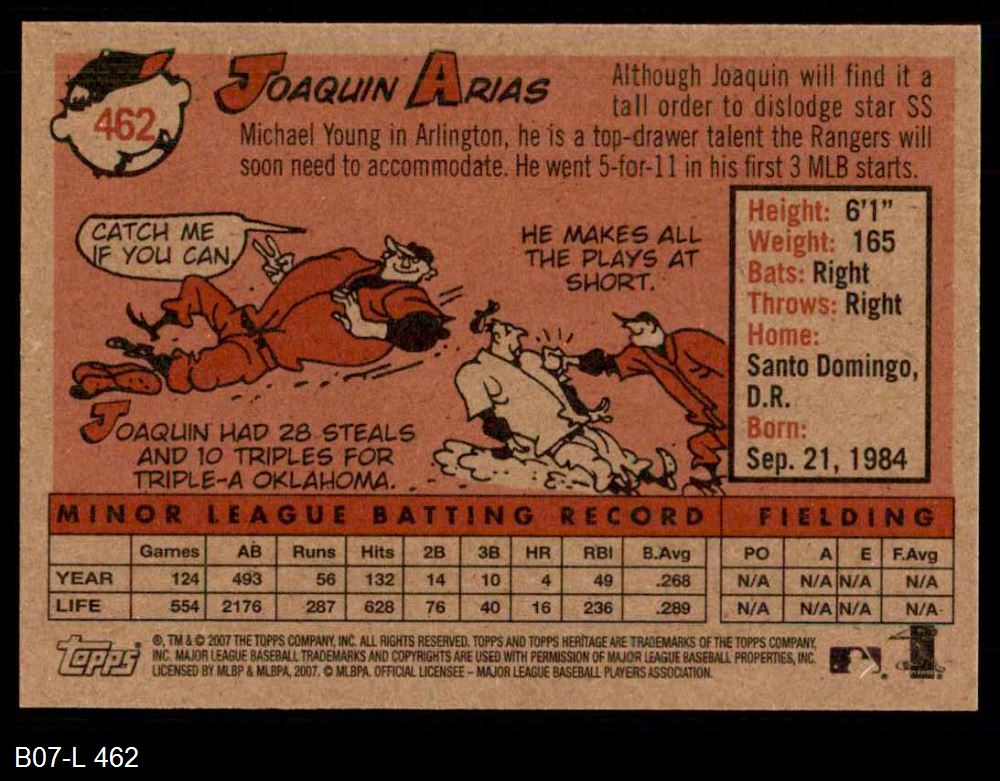 462
JOAQUIN ARIAS
Although Joaquin will find it a
tall order to dislodge star SS
Michael Young in Arlington, he is a top-drawer talent the Rangers will
soon need to accommodate. He went 5-for-11 in his first 3 MLB starts.
CATCH ME
IF YOU CAN
HE MAKES ALL
THE PLAYS AT
SHORT.
JOAQUIN HAD 28 STEALS
AND 10 TRIPLES FOR
TRIPLE-A OKLAHOMA.
Height: 6'1"
Weight: 165
Bats: Right
Throws: Right
Home:
Santo Domingo,
D.R.
Born:
Sep. 21, 1984
MINOR LEAGUE BATTING RECORD FIELDING
Games AB Runs Hits 2B 3B HR RBI B.Avg PO A E F.Avg
YEAR 124 493 56 132 14 10 4 49 .268 N/A N/A N/A N/A
LIFE 554 2176 287 628 76 40 16 236 .289 N/A N/A N/A N/A
Topps®
®, TM & © 2007 THE TOPPS COMPANY, INC. ALL RIGHTS RESERVED. TOPPS AND TOPPS HERITAGE ARE TRADEMARKS OF THE TOPPS COMPANY,
INC. MAJOR LEAGUE BASEBALL TRADEMARKS AND COPYRIGHTS ARE USED WITH PERMISSION OF MAJOR LEAGUE BASEBALL PROPERTIES, INC.
LICENSED BY MLBP & MLBPA, 2007. © MLBPA. OFFICIAL LICENSEE – MAJOR LEAGUE BASEBALL PLAYERS ASSOCIATION.
B07-L 462